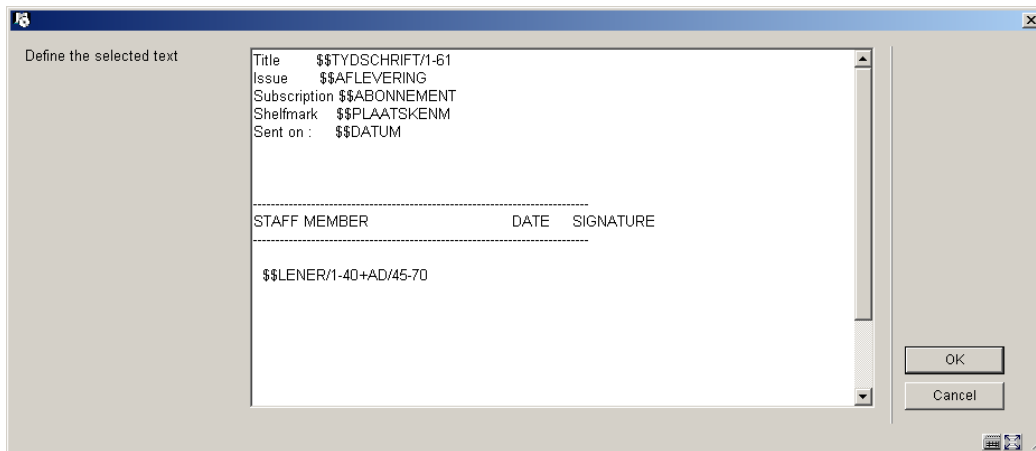 Define the selected text
Title $$TYDSCHRIFT/1-61
Issue $$AFLEVERING
Subscription $$ABONNEMENT
Shelfmark $$PLAATSKENM
Sent on : $$DATUM
--------------------------------------------------------------------------------
STAFF MEMBER DATE SIGNATURE
--------------------------------------------------------------------------------
$$LENER/1-40+AD/45-70
OK
Cancel